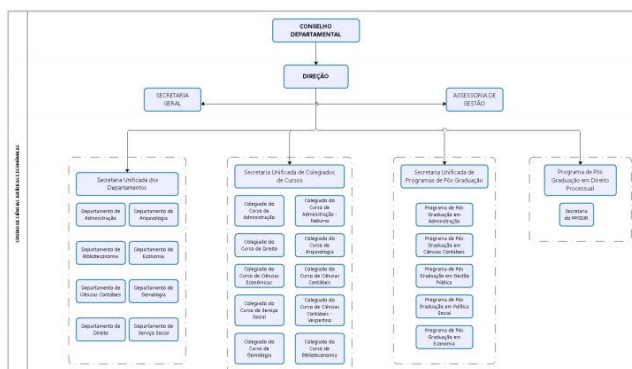 CENTRO DE CIÊNCIAS JURÍDICAS E ECONÔMICAS
CONSELHO
DEPARTAMENTAL
DIREÇÃO
SECRETARIA
GERAL
ASSESSORIA DE
GESTÃO
Secretaria Unificada dos
Departamentos
Departamento de
Administração
Departamento de
Arquivologia
Departamento de
Biblioteconomia
Departamento de
Economia
Departamento de
Ciências Contábeis
Departamento de
Gemologia
Departamento de
Direito
Departamento de
Serviço Social
Secretaria Unificada de Colegiados
de Cursos
Colegiado do
Curso de
Administração
Colegiado do
Curso de
Administração -
Noturno
Colegiado
do Curso de Direito
Colegiado do
Curso de
Arquivologia
Colegiado do
Curso de Ciências
Econômicas
Colegiado do
Curso de Ciências
Contábeis
Colegiado do
Curso de Serviço
Social
Colegiado do
Curso de Ciências
Contábeis -
Vespertino
Colegiado do
Curso de
Gemologia
Colegiado do
Curso de
Biblioteconomia
Secretaria Unificada de
Programas de Pós Graduação
Programa de Pós
Graduação em
Administração
Programa de Pós
Graduação em
Ciências Contábeis
Programa de Pós
Graduação em Gestão
Pública
Programa de Pós
Graduação em Política
Social
Programa de Pós
Graduação em
Economia
Programa de Pós
Graduação em Direito
Processual
Secretaria
do PPGDIR